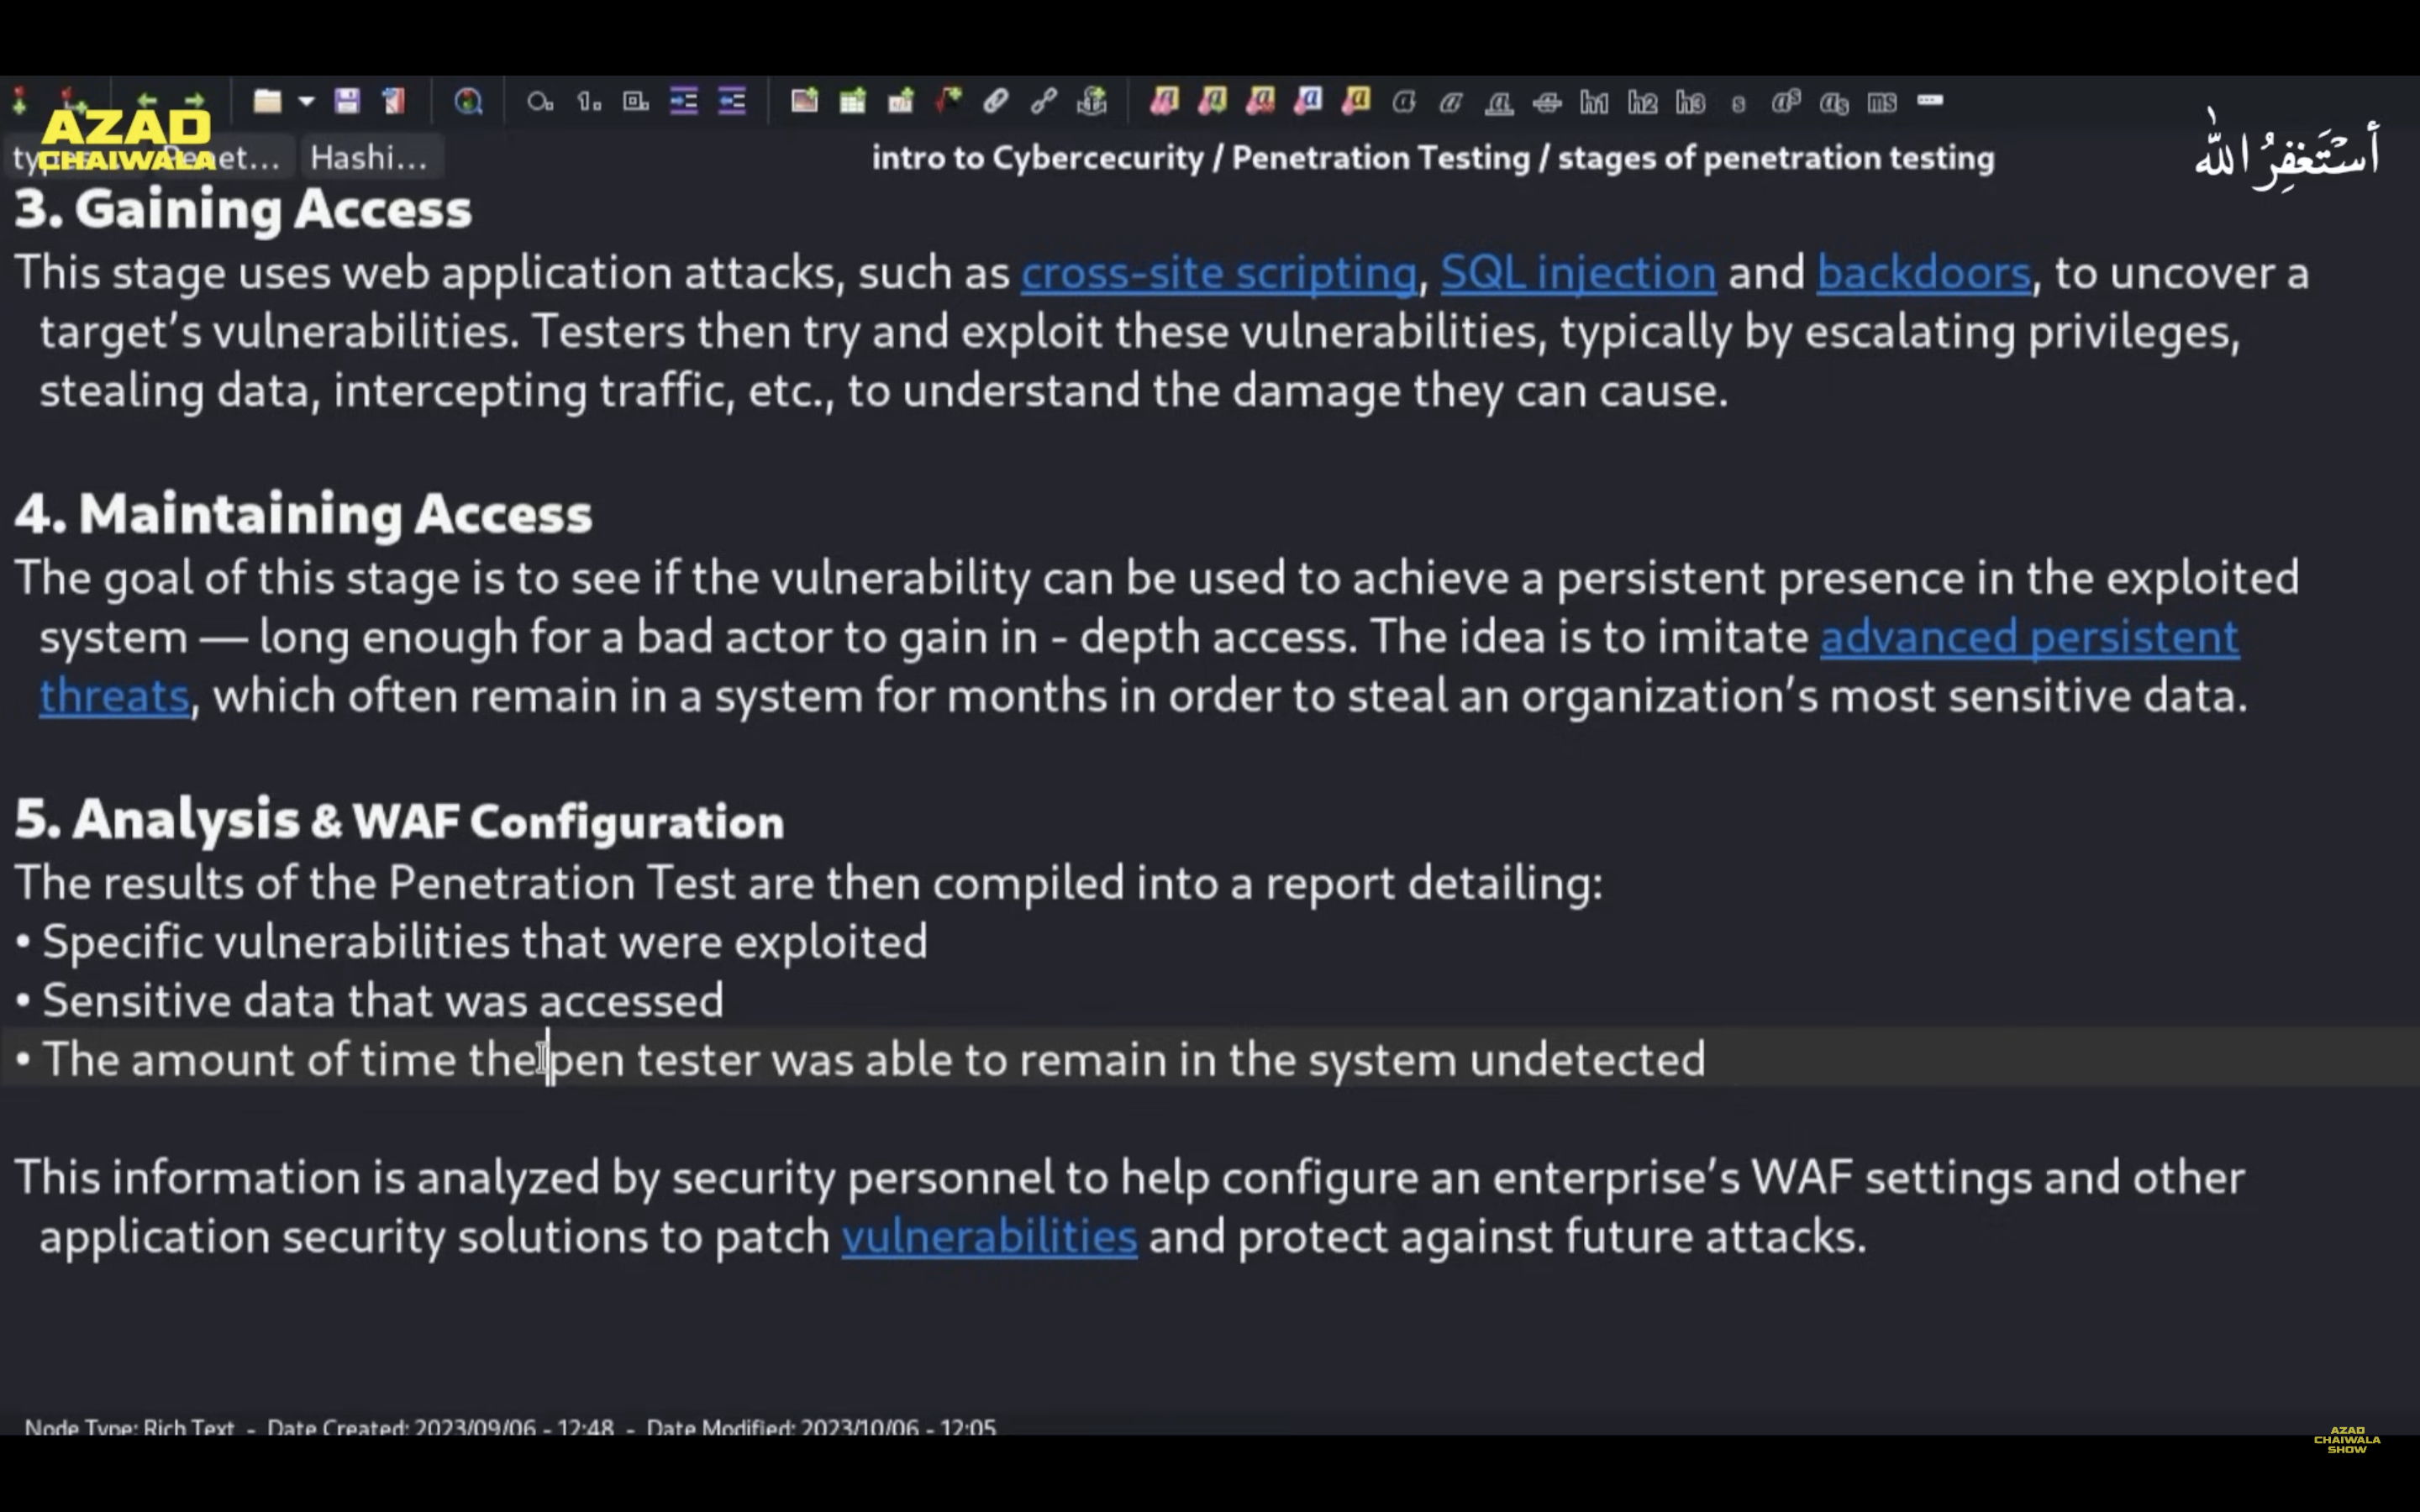 AZAD
CHAIWALA
Hashi...
intro to Cybercecurity / Penetration Testing / stages of penetration testing
أستغفر الله
3. Gaining Access
This stage uses web application attacks, such as cross-site scripting, SQL injection and backdoors, to uncover a
target’s vulnerabilities. Testers then try and exploit these vulnerabilities, typically by escalating privileges,
stealing data, intercepting traffic, etc., to understand the damage they can cause.
4. Maintaining Access
The goal of this stage is to see if the vulnerability can be used to achieve a persistent presence in the exploited
system — long enough for a bad actor to gain in - depth access. The idea is to imitate advanced persistent
threats, which often remain in a system for months in order to steal an organization’s most sensitive data.
5. Analysis & WAF Configuration
The results of the Penetration Test are then compiled into a report detailing:
• Specific vulnerabilities that were exploited
• Sensitive data that was accessed
• The amount of time the pen tester was able to remain in the system undetected
This information is analyzed by security personnel to help configure an enterprise’s WAF settings and other
application security solutions to patch vulnerabilities and protect against future attacks.
Node Type: Rich Text - Date Created: 2023/09/06 - 12:48 - Date Modified: 2023/10/06 - 12:05
AZAD
CHAIWALA
SHOW